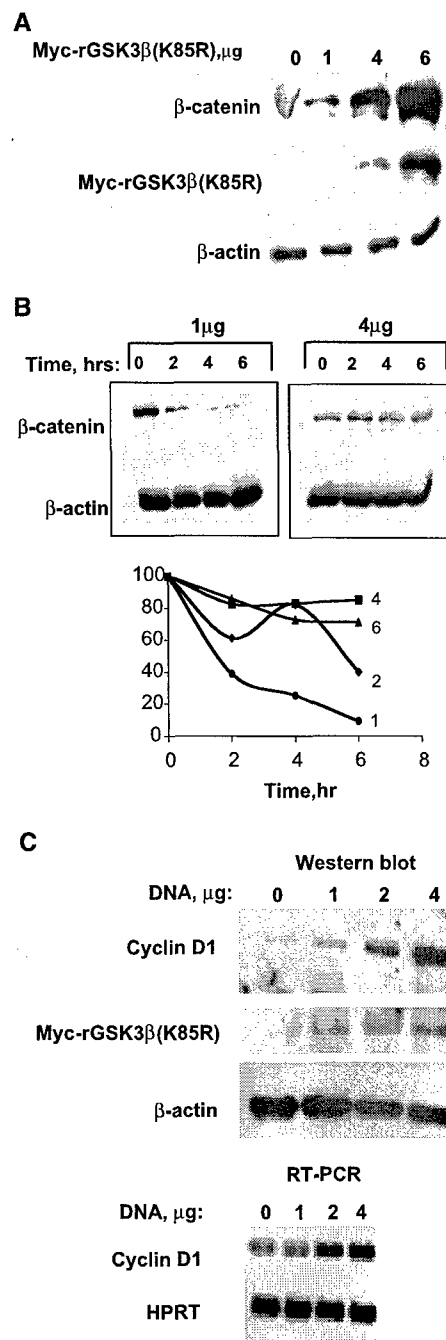 A
Myc-rGSK3β(K85R),μg 0 1 4 6
β-catenin
Myc-rGSK3β(K85R)
β-actin
B
1μg 4μg
Time, hrs: 0 2 4 6 0 2 4 6
β-catenin
β-actin
100
80
60
40
20
0
4
6
2
1
0 2 4 6 8
Time,hr
C
Western blot
DNA, μg: 0 1 2 4
Cyclin D1
Myc-rGSK3β(K85R)
β-actin
RT-PCR
DNA, μg: 0 1 2 4
Cyclin D1
HPRT